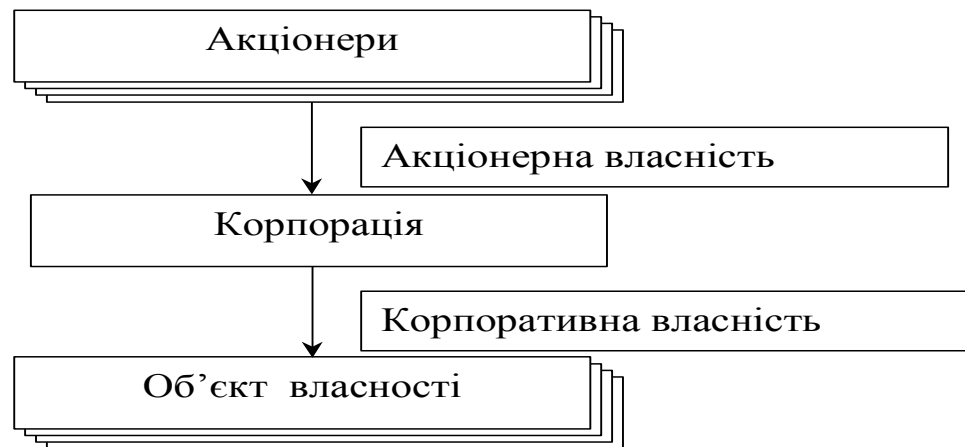 Акціонери
Акціонерна власність
Корпорація
Корпоративна власність
Об’єкт власності